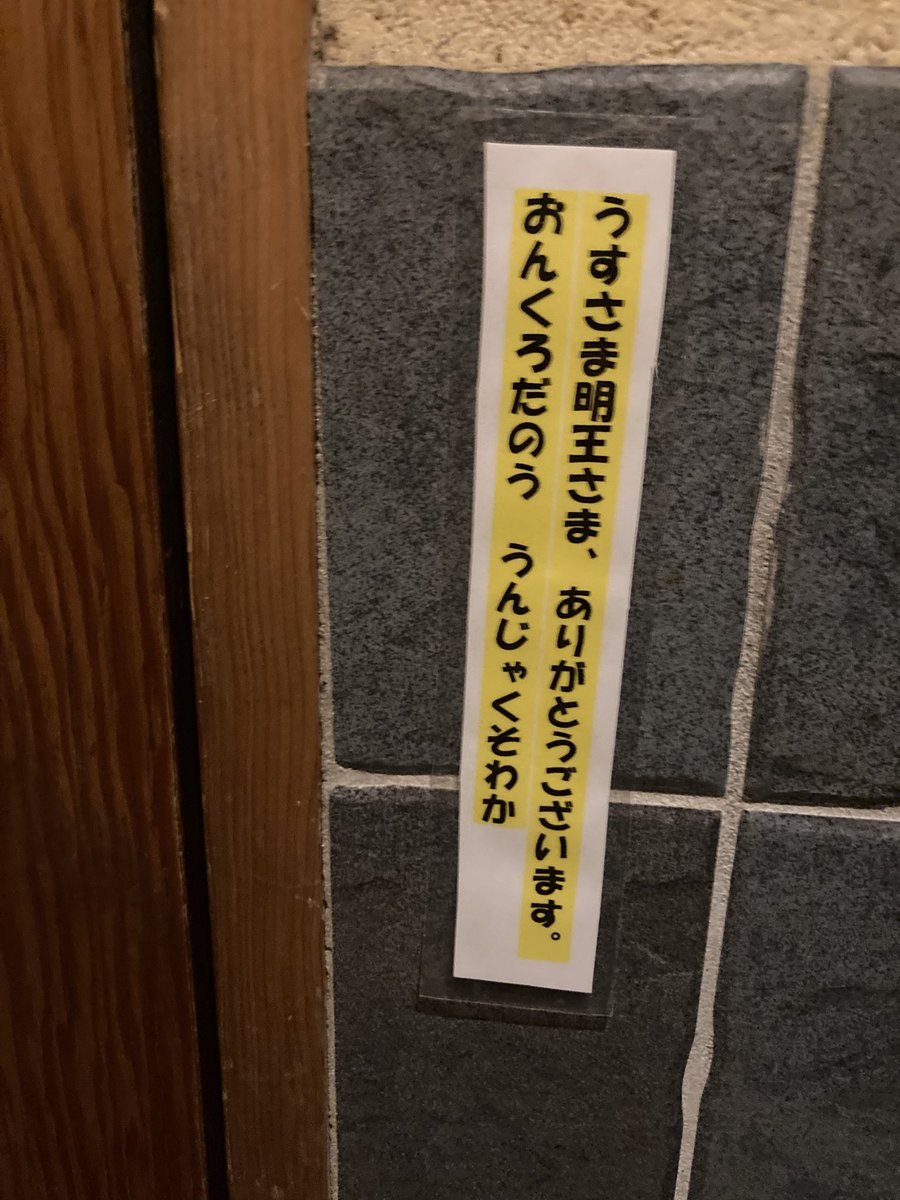 うすさま明王さま、ありがとうございます。
おんくろだのう　うんじゃくそわか